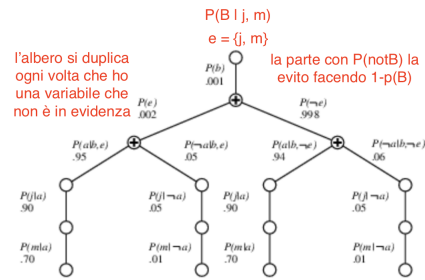 P(B | j, m)
e = {j, m}
l'albero si duplica
ogni volta che ho
una variabile che
non è in evidenza
la parte con P(notB) la
evito facendo 1-p(B)
P(b)
.001
P(e)
.002
P(¬e)
.998
P(a|b,e)
.95
P(¬a|b,e)
.05
P(a|b,¬e)
.94
P(¬a|b,¬e)
.06
P(j|a)
.90
P(j|¬a)
.05
P(j|a)
.90
P(j|¬a)
.05
P(m|a)
.70
P(m|¬a)
.01
P(m|a)
.70
P(m|¬a)
.01